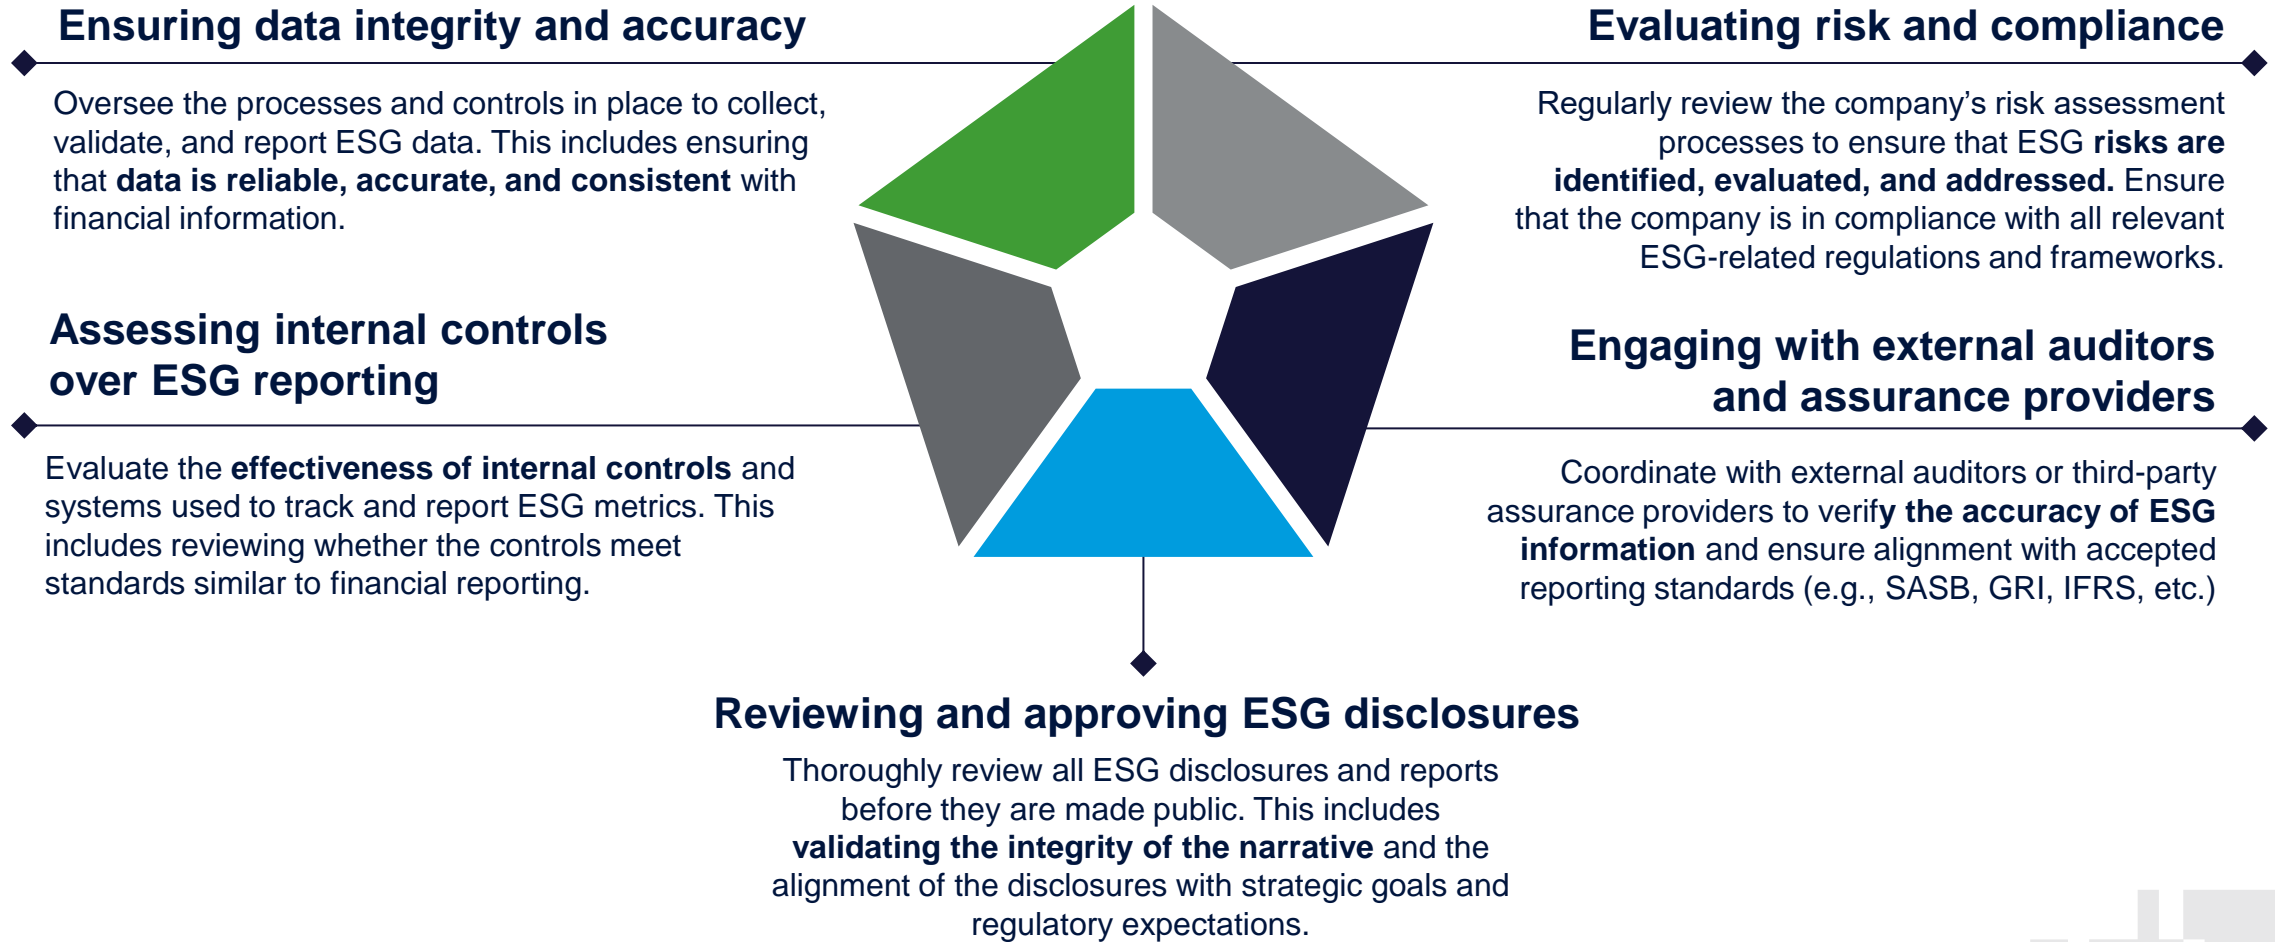 Ensuring data integrity and accuracy
Oversee the processes and controls in place to collect,
validate, and report ESG data. This includes ensuring
that data is reliable, accurate, and consistent with
financial information.
Evaluating risk and compliance
Regularly review the company’s risk assessment
processes to ensure that ESG risks are
identified, evaluated, and addressed. Ensure
that the company is in compliance with all relevant
ESG-related regulations and frameworks.
Assessing internal controls
over ESG reporting
Evaluate the effectiveness of internal controls and
systems used to track and report ESG metrics. This
includes reviewing whether the controls meet
standards similar to financial reporting.
Engaging with external auditors
and assurance providers
Coordinate with external auditors or third-party
assurance providers to verify the accuracy of ESG
information and ensure alignment with accepted
reporting standards (e.g., SASB, GRI, IFRS, etc.)
Reviewing and approving ESG disclosures
Thoroughly review all ESG disclosures and reports
before they are made public. This includes
validating the integrity of the narrative and the
alignment of the disclosures with strategic goals and
regulatory expectations.